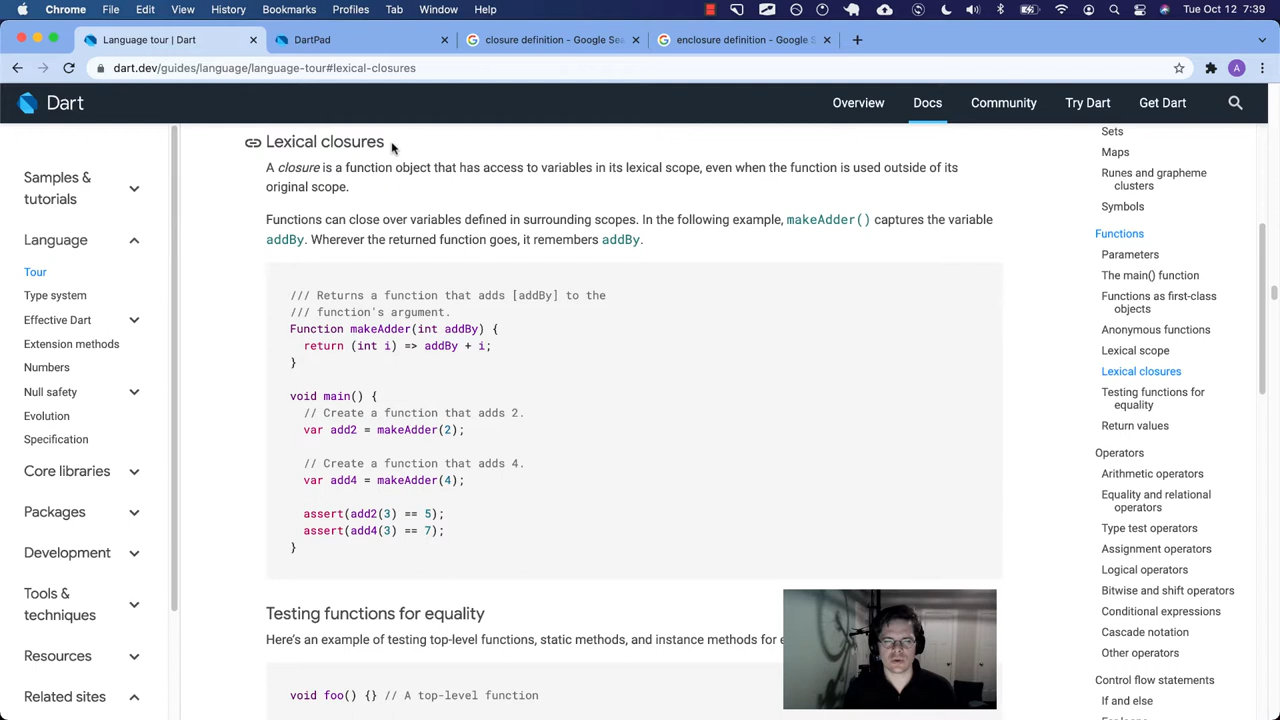 Chrome File Edit View History Bookmarks Profiles Tab Window Help
Tue Oct 12 7:39
Language tour | Dart
DartPad
closure definition - Google Sea
enclosure definition - Google S
dart.dev/guides/language/language-tour#lexical-closures
A
Dart
Overview Docs Community Try Dart Get Dart
Samples &
tutorials
Language
Tour
Type system
Effective Dart
Extension methods
Numbers
Null safety
Evolution
Specification
Core libraries
Packages
Development
Tools &
techniques
Resources
Related sites
Lexical closures
A closure is a function object that has access to variables in its lexical scope, even when the function is used outside of its
original scope.
Functions can close over variables defined in surrounding scopes. In the following example, makeAdder() captures the variable
addBy. Wherever the returned function goes, it remembers addBy.
/// Returns a function that adds [addBy] to the
/// function's argument.
Function makeAdder(int addBy) {
return (int i) => addBy + i;
}
void main() {
// Create a function that adds 2.
var add2 = makeAdder(2);
// Create a function that adds 4.
var add4 = makeAdder(4);
assert(add2(3) == 5);
assert(add4(3) == 7);
}
Testing functions for equality
Here's an example of testing top-level functions, static methods, and instance methods for
void foo() {} // A top-level function
Sets
Maps
Runes and grapheme
clusters
Symbols
Functions
Parameters
The main() function
Functions as first-class
objects
Anonymous functions
Lexical scope
Lexical closures
Testing functions for
equality
Return values
Operators
Arithmetic operators
Equality and relational
operators
Type test operators
Assignment operators
Logical operators
Bitwise and shift operators
Conditional expressions
Cascade notation
Other operators
Control flow statements
If and else